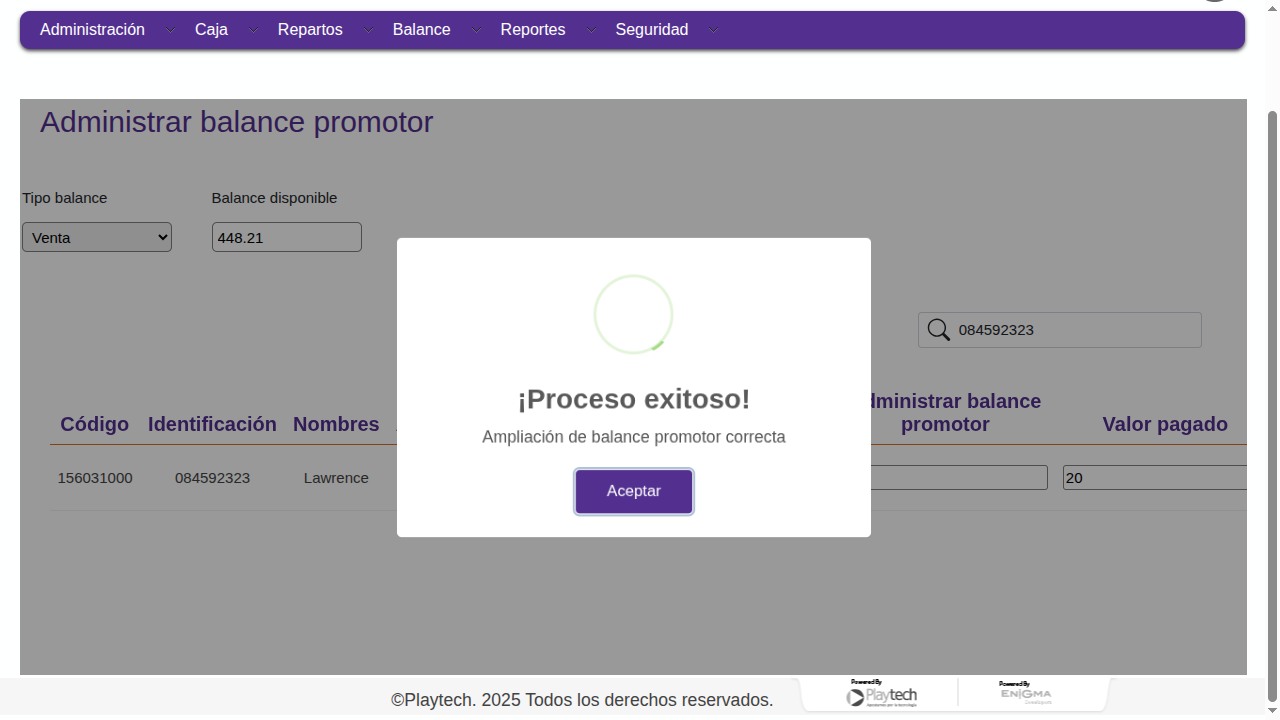 Administración Caja Repartos Balance Reportes Seguridad
Administrar balance promotor
Tipo balance Balance disponible
Venta 448.21
084592323
¡Proceso exitoso!
Ampliación de balance promotor correcta
Aceptar
dministrar balance
Código Identificación Nombres promotor Valor pagado
156031000 084592323 Lawrence 20
©Playtech. 2025 Todos los derechos reservados.
Powered By Powered By
Playtech ENIGMA